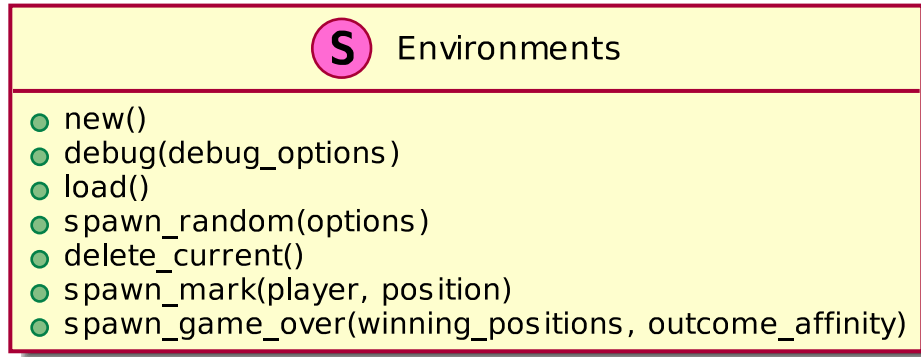 S Environments
new()
debug(debug_options)
load()
spawn_random(options)
delete_current()
spawn_mark(player, position)
spawn_game_over(winning_positions, outcome_affinity)